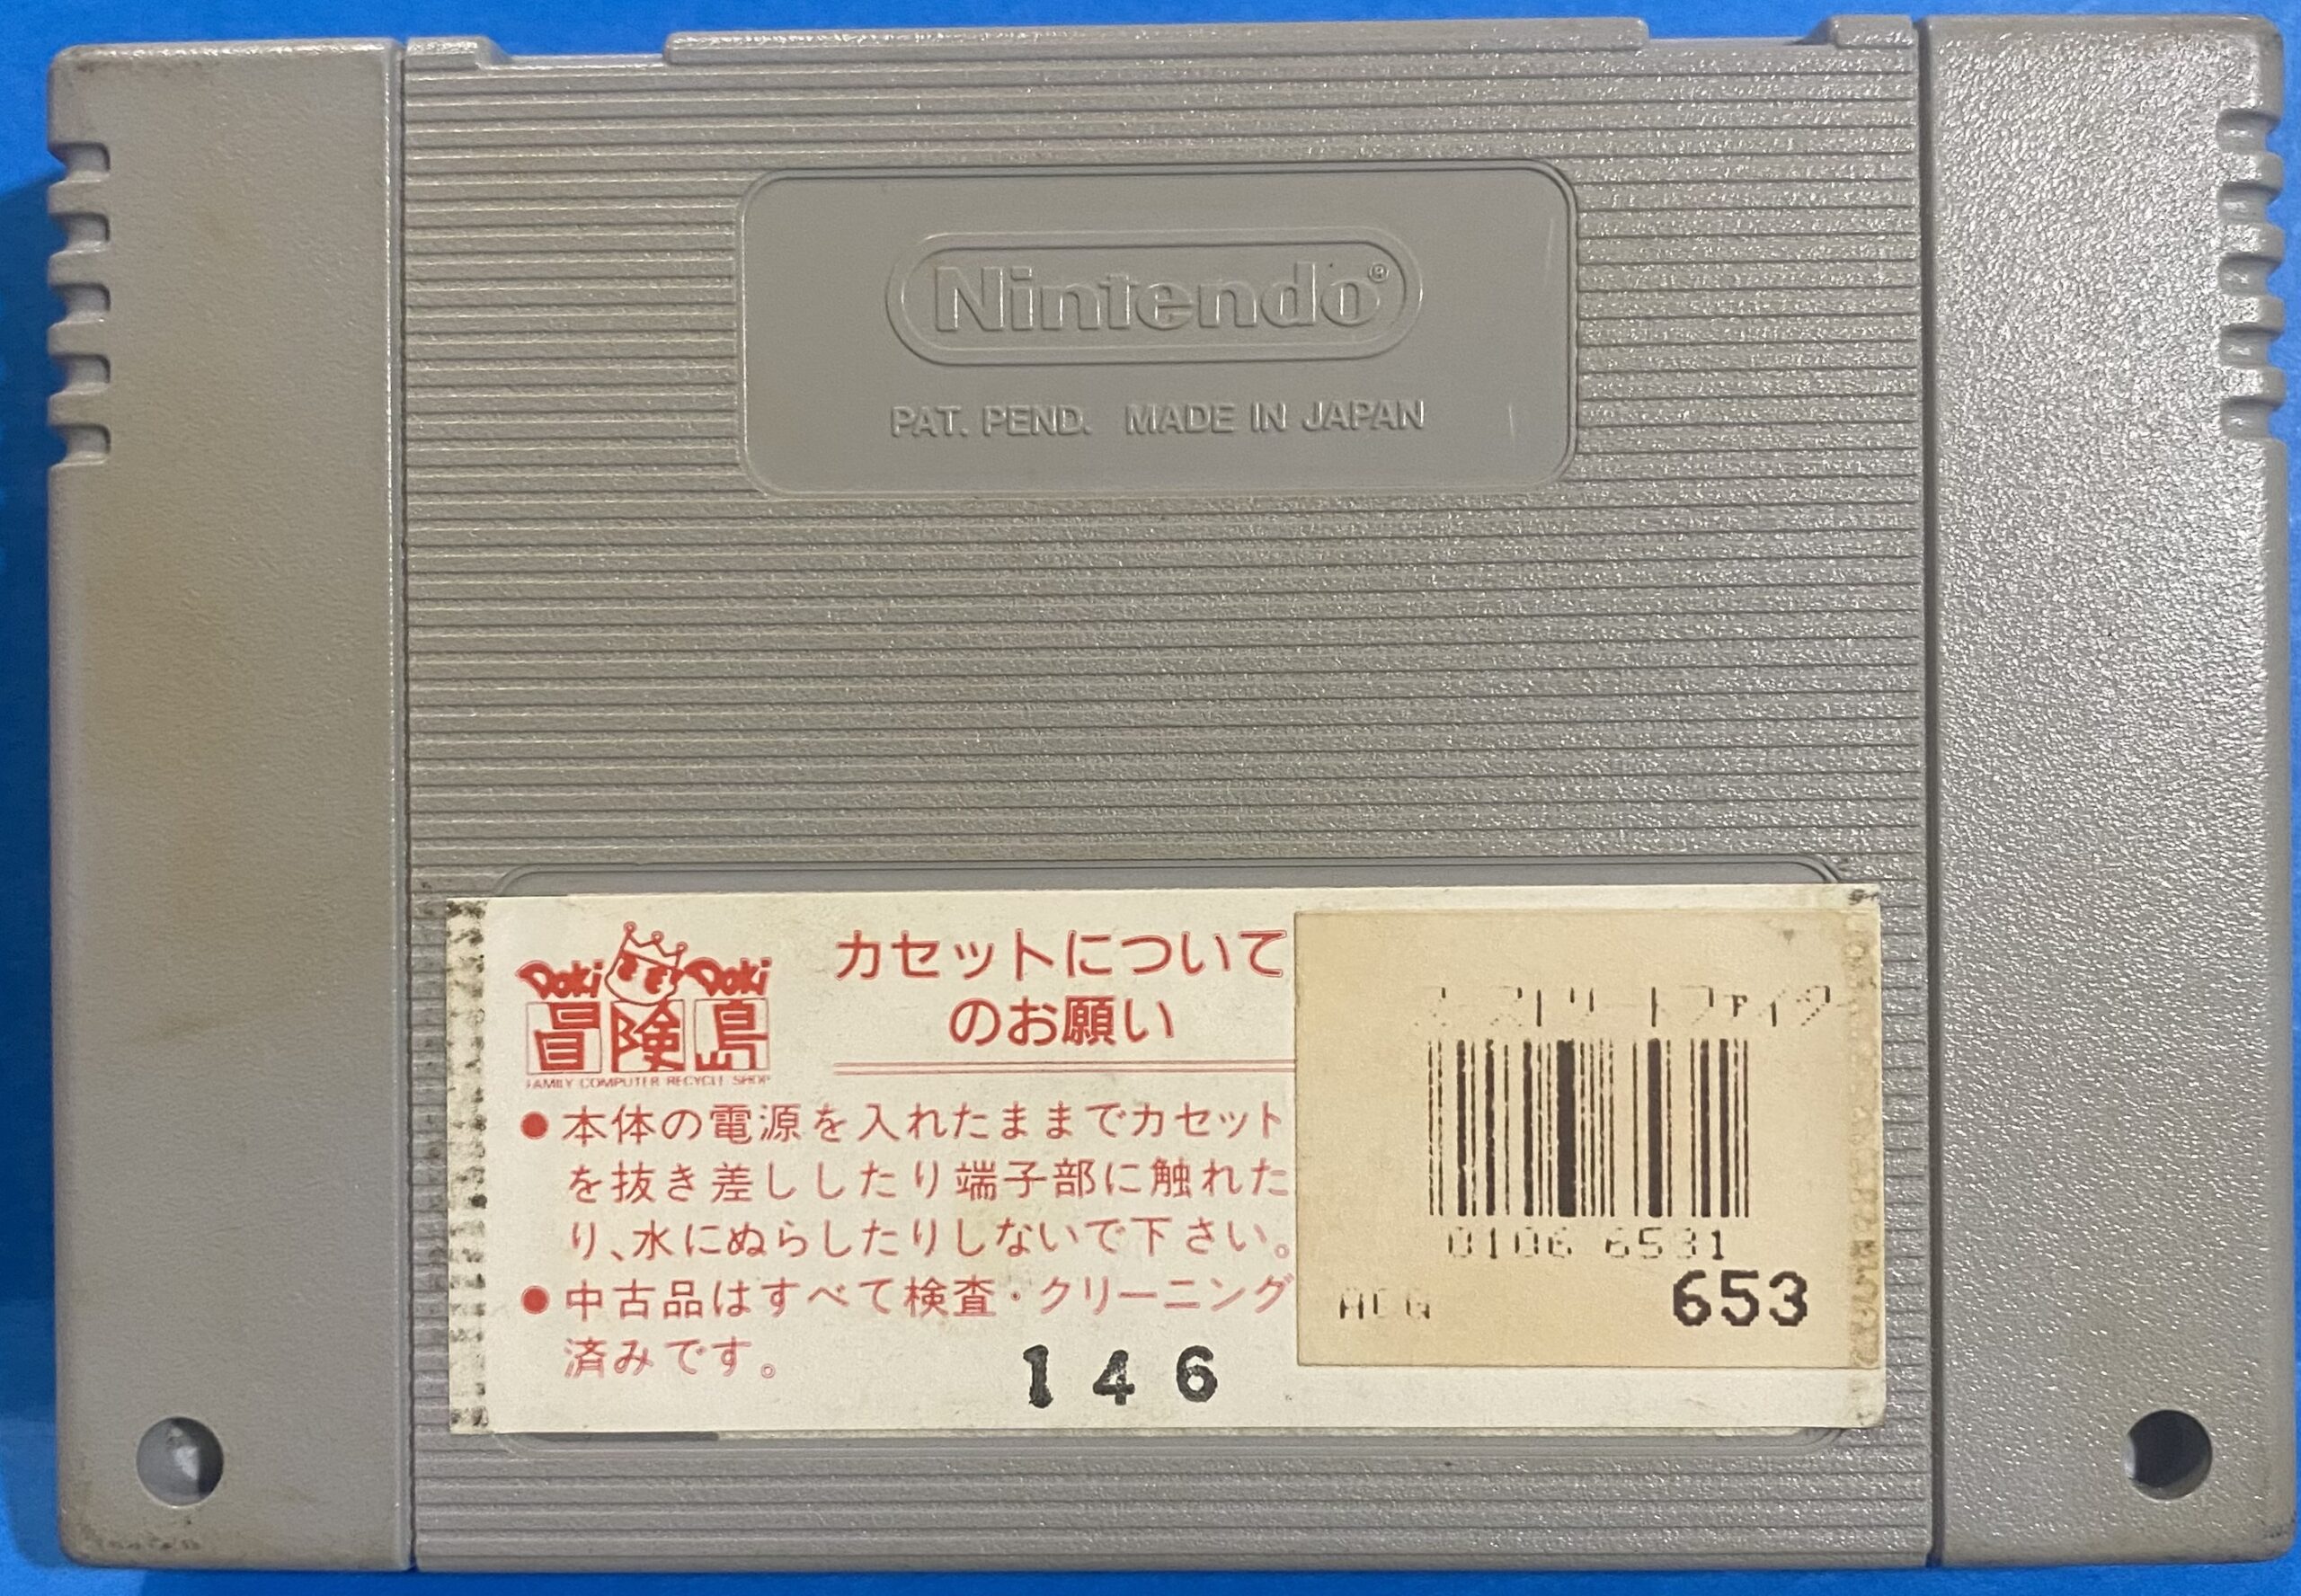 Nintendo®
PAT. PEND. MADE IN JAPAN
Doki Doki
冒険島
FAMILY COMPUTER RECYCLE SHOP
カセットについて
のお願い
●本体の電源を入れたままでカセット
を抜き差ししたり端子部に触れた
り、水にぬらしたりしないで下さい。
●中古品はすべて検査・クリーニング
済みです。
146
ストリートファイター
0106 6531
653